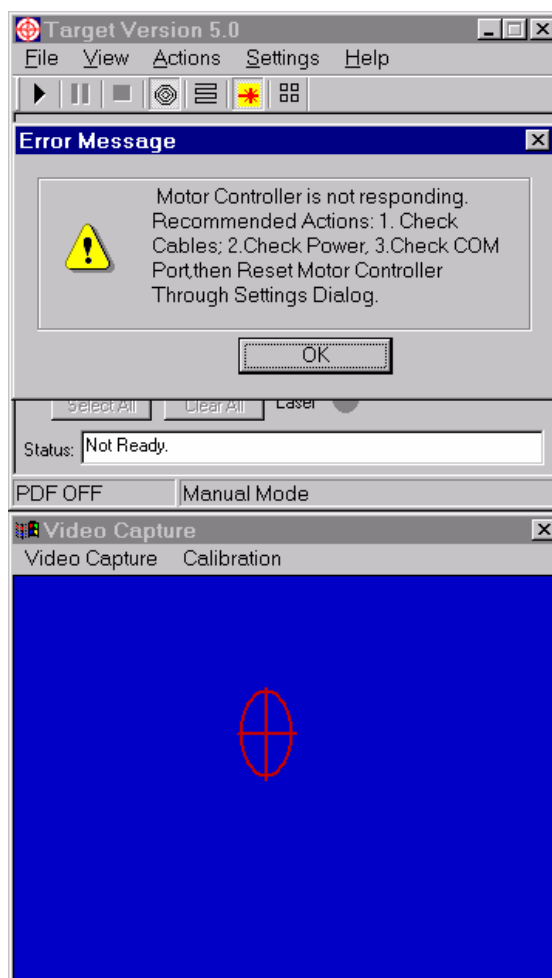 Target Version 5.0
File View Actions Settings Help
Error Message
Motor Controller is not responding.
Recommended Actions: 1. Check
Cables; 2.Check Power, 3.Check COM
Port,then Reset Motor Controller
Through Settings Dialog.
OK
Select All Clear All Laser
Status: Not Ready.
PDF OFF Manual Mode
Video Capture
Video Capture Calibration